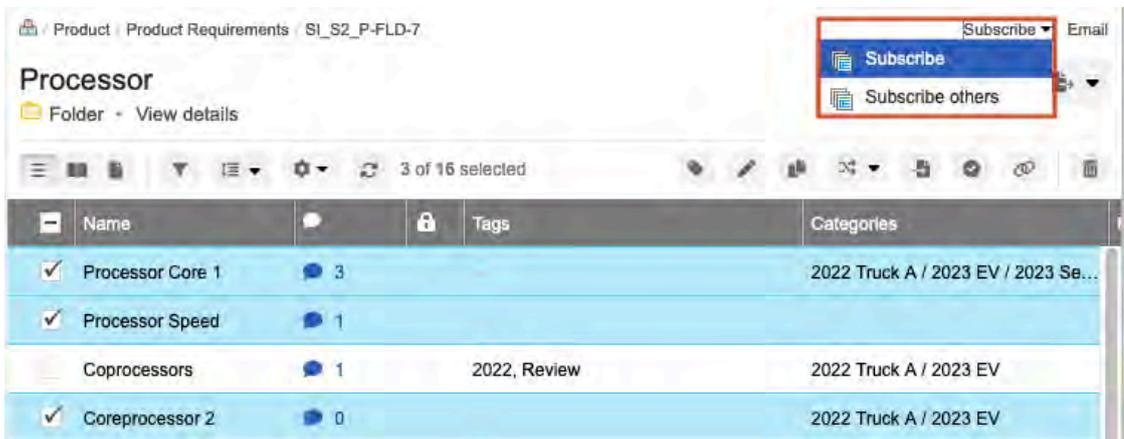 / Product / Product Requirements / SI_S2_P-FLD-7
Subscribe Email
Subscribe
Subscribe others
Processor
Folder - View details
3 of 16 selected
Name Tags Categories
Processor Core 1 3 2022 Truck A / 2023 EV / 2023 Se...
Processor Speed 1
Coprocessors 1 2022, Review 2022 Truck A / 2023 EV
Coreprocessor 2 0 2022 Truck A / 2023 EV